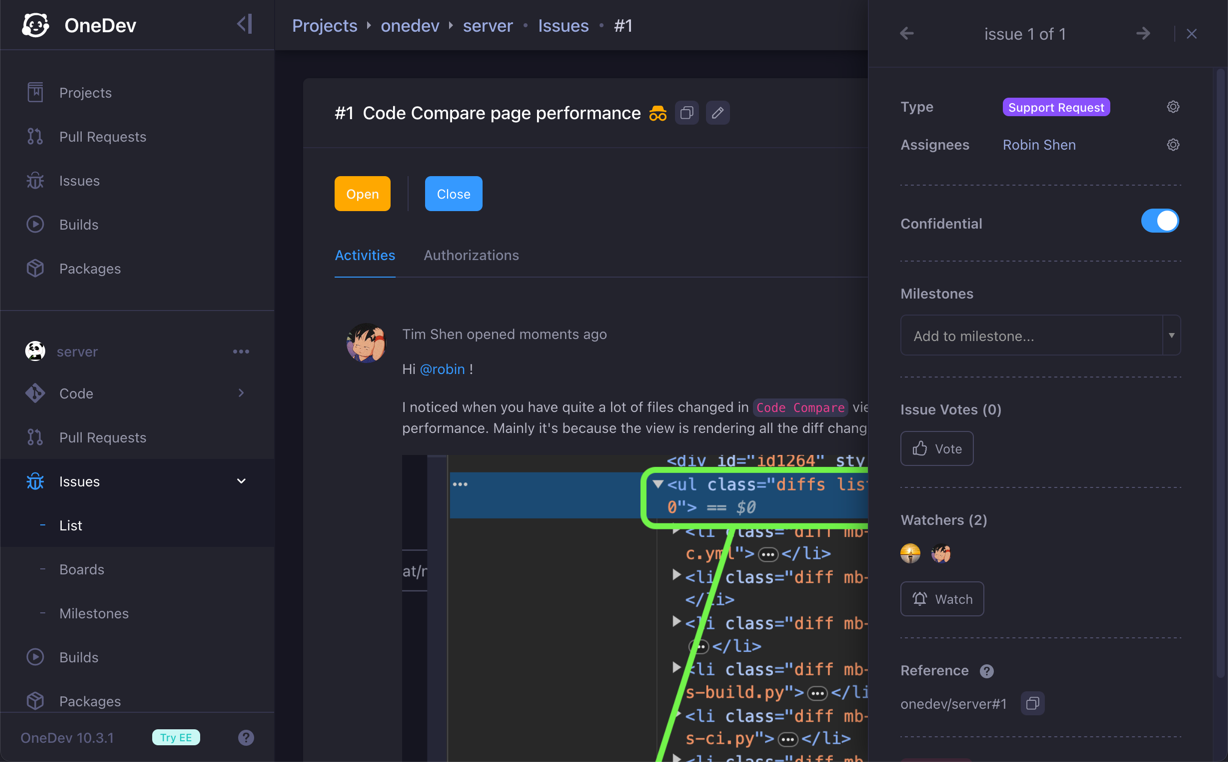 OneDev
Projects
Pull Requests
Issues
Builds
Packages
server
Code
Pull Requests
Issues
List
Boards
Milestones
Builds
Packages
OneDev 10.3.1
Try EE
Projects onedev server • Issues • #1
#1 Code Compare page performance
Open
Close
Activities
Authorizations
Tim Shen opened moments ago
Hi @robin !
I noticed when you have quite a lot of files changed in Code Compare vie
performance. Mainly it's because the view is rendering all the diff chang
at/r
<div id="id1264" sty
<ul class="diffs list
0"> == $0
<li class="diff mb-
c.yml">…</li>
<li class="diff mb-
</li>
<li class="diff mb-
…</li>
<li class="diff mb-
s-build.py">…</li
<li class="diff mb-
s-ci.py">…</li>
<li class="diff mb-
issue 1 of 1
Type
Support Request
Assignees
Robin Shen
Confidential
Milestones
Add to milestone...
Issue Votes (0)
Vote
Watchers (2)
Watch
Reference
onedev/server#1